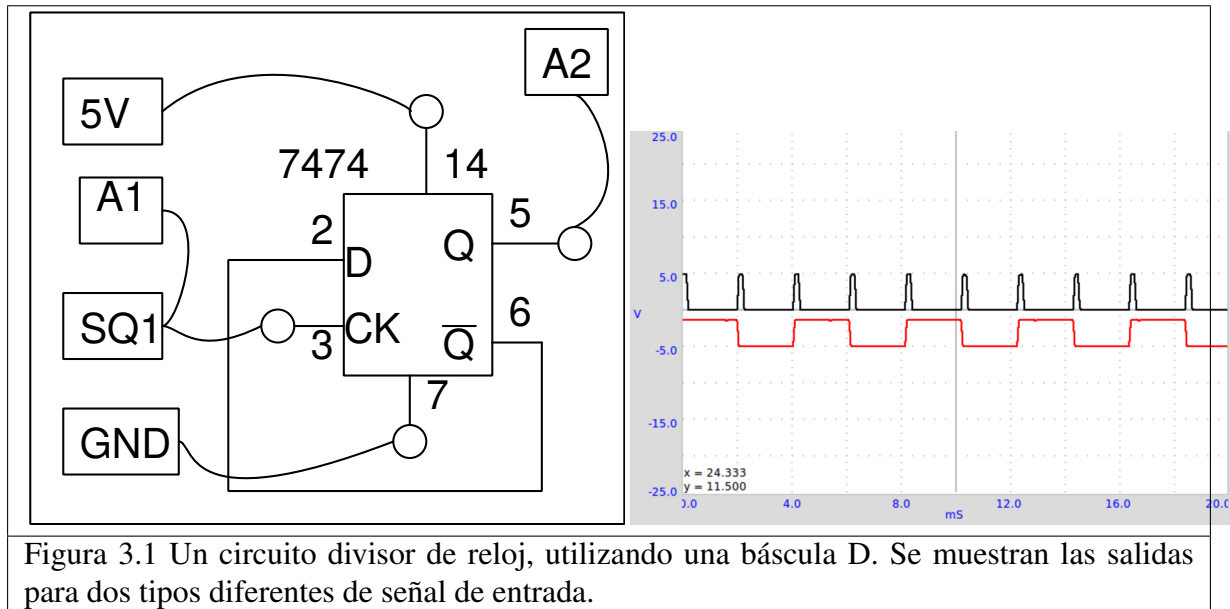 5V
A2
A1
7474
14
2
5
D
Q
SQ1
3
CK
Q
6
7
GND
25.0
15.0
5.0
V
-5.0
-15.0
-25.0
x = 24.333
y = 11.500
).0 4.0 8.0 12.0 16.0 20.0
mS
Figura 3.1 Un circuito divisor de reloj, utilizando una báscula D. Se muestran las salidas
para dos tipos diferentes de señal de entrada.